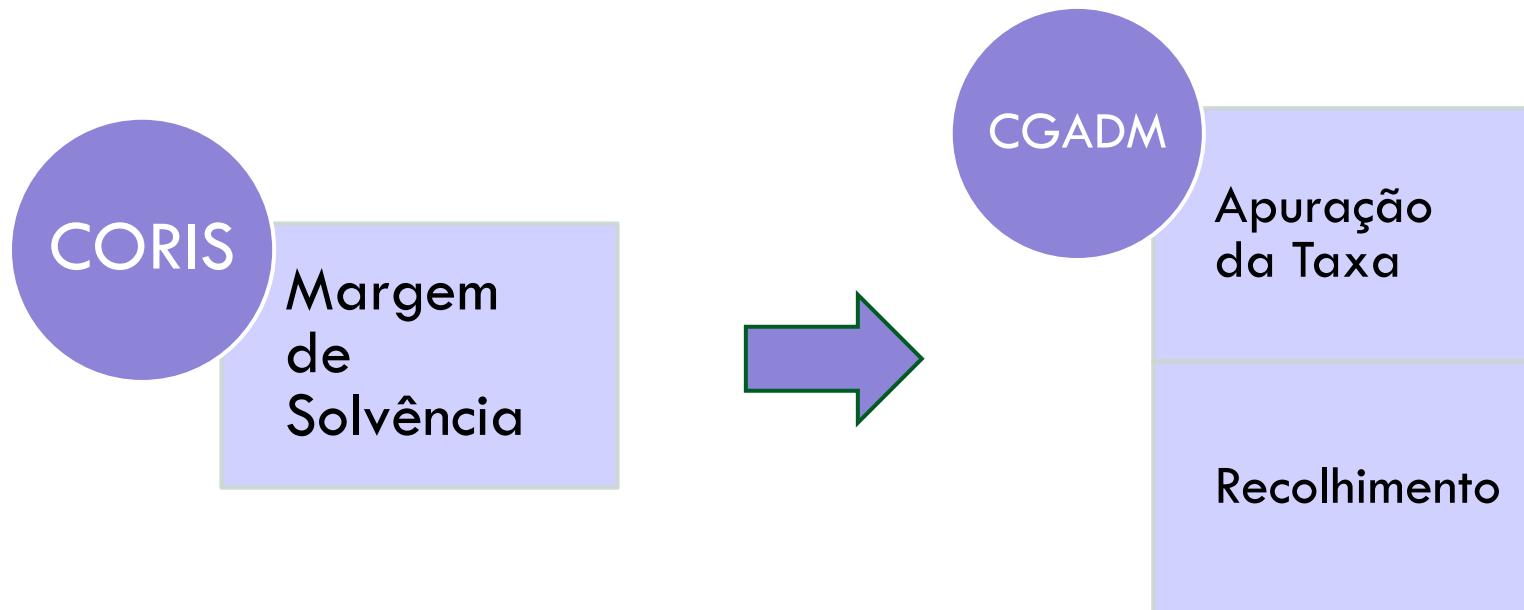 CORIS
Margem
de
Solvência
CGADM
Apuração
da Taxa
Recolhimento